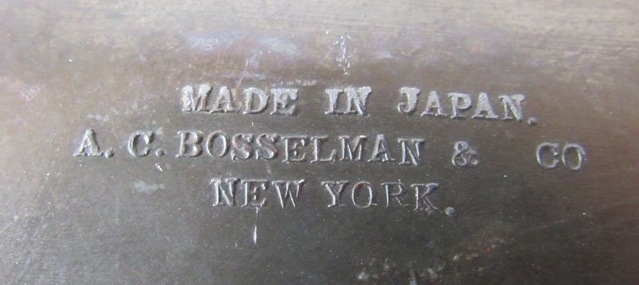 MADE IN JAPAN.
A. C. BOSSELMAN & CO
NEW YORK.